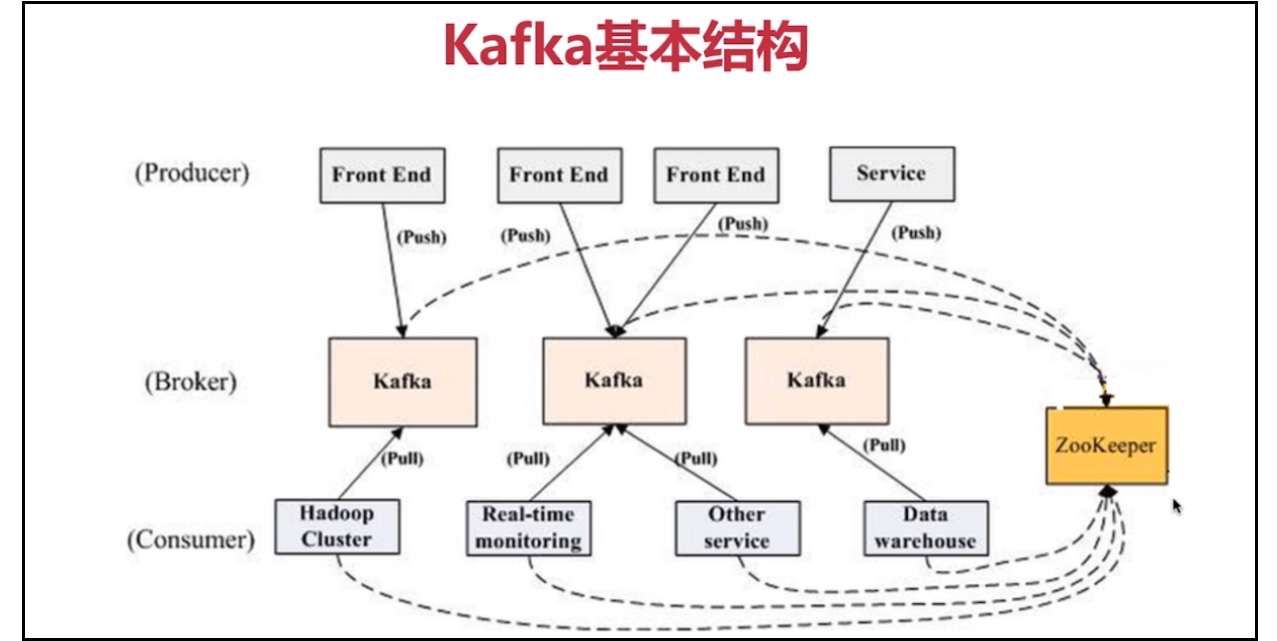 Kafka基本结构
(Producer)
Front End
Front End
Front End
Service
(Push)
(Push)
(Push)
(Push)
(Broker)
Kafka
Kafka
Kafka
ZooKeeper
(Pull)
(Pull)
(Pull)
(Pull)
(Consumer)
Hadoop
Cluster
Real-time
monitoring
Other
service
Data
warehouse